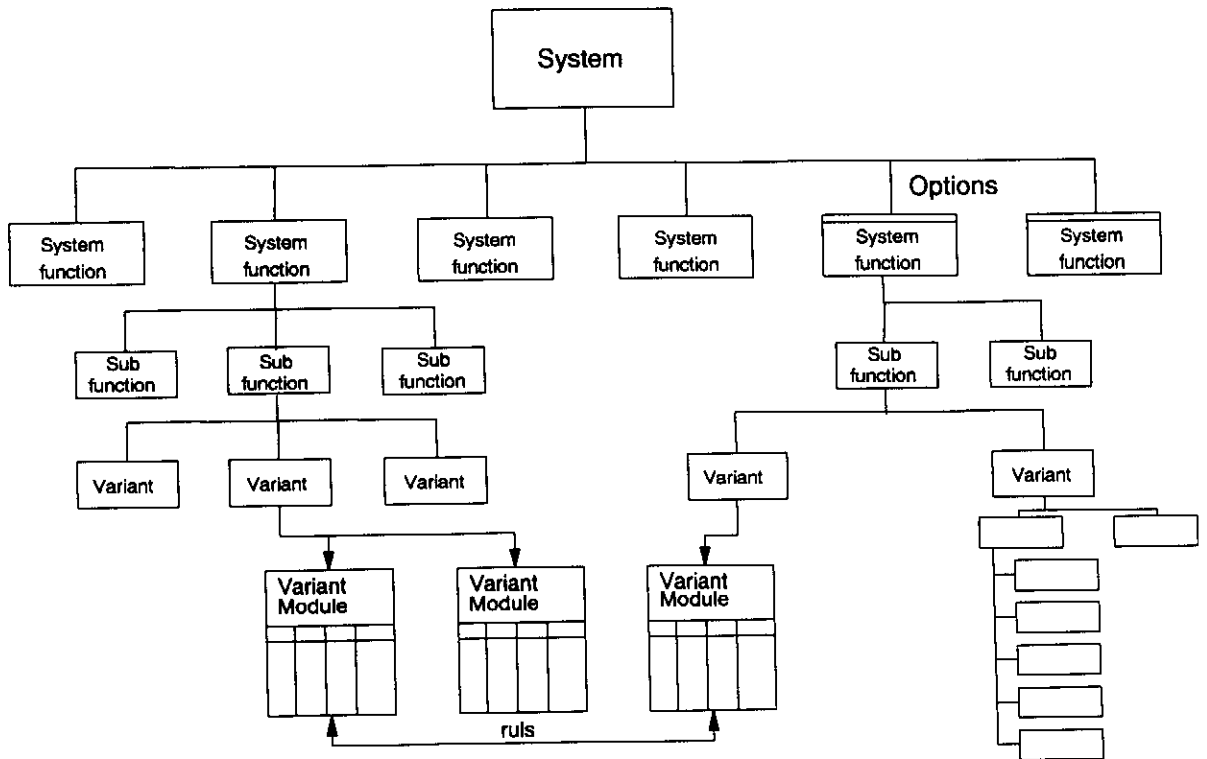 System
Options
System
function
System
function
System
function
System
function
System
function
System
function
Sub
function
Sub
function
Sub
function
Sub
function
Sub
function
Variant
Variant
Variant
Variant
Variant
Variant
Module
Variant
Module
Variant
Module
ruls